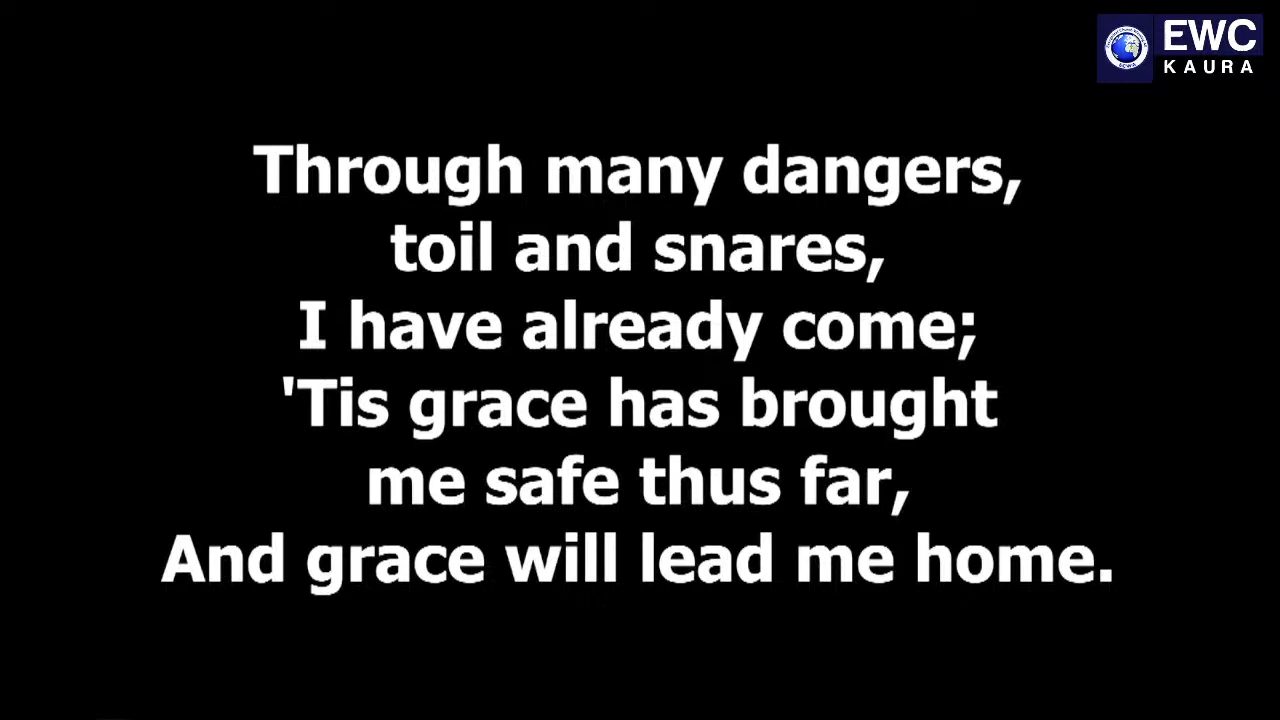 EWC
KAURA
Through many dangers,
toil and snares,
I have already come;
'Tis grace has brought
me safe thus far,
And grace will lead me home.